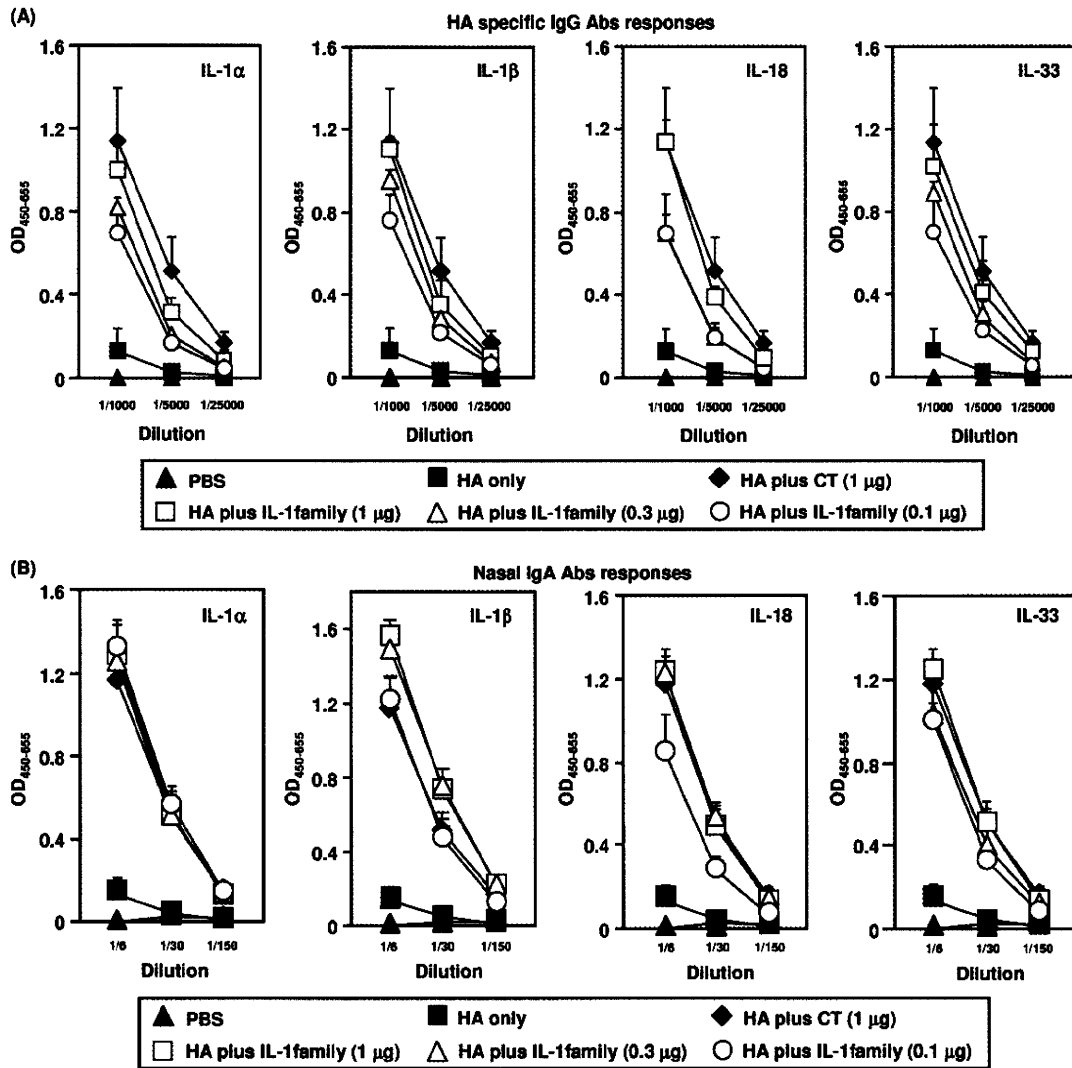 (A)
HA specific IgG Abs responses
IL-1α
IL-1β
IL-18
IL-33
OD450-655
1.6
1.2
0.8
0.4
0
1/1000 1/5000 1/25000
Dilution
OD450-655
1.6
1.2
0.8
0.4
0
1/1000 1/5000 1/25000
Dilution
OD450-655
1.6
1.2
0.8
0.4
0
1/1000 1/5000 1/25000
Dilution
OD450-655
1.6
1.2
0.8
0.4
0
1/1000 1/5000 1/25000
Dilution
PBS HA only HA plus CT (1 μg)
HA plus IL-1family (1 μg) HA plus IL-1family (0.3 μg) HA plus IL-1family (0.1 μg)
(B)
Nasal IgA Abs responses
IL-1α
IL-1β
IL-18
IL-33
OD450-655
1.6
1.2
0.8
0.4
0
1/6 1/30 1/150
Dilution
OD450-655
1.6
1.2
0.8
0.4
0
1/6 1/30 1/150
Dilution
OD450-655
1.6
1.2
0.8
0.4
0
1/6 1/30 1/150
Dilution
OD450-655
1.6
1.2
0.8
0.4
0
1/6 1/30 1/150
Dilution
PBS HA only HA plus CT (1 μg)
HA plus IL-1family (1 μg) HA plus IL-1family (0.3 μg) HA plus IL-1family (0.1 μg)